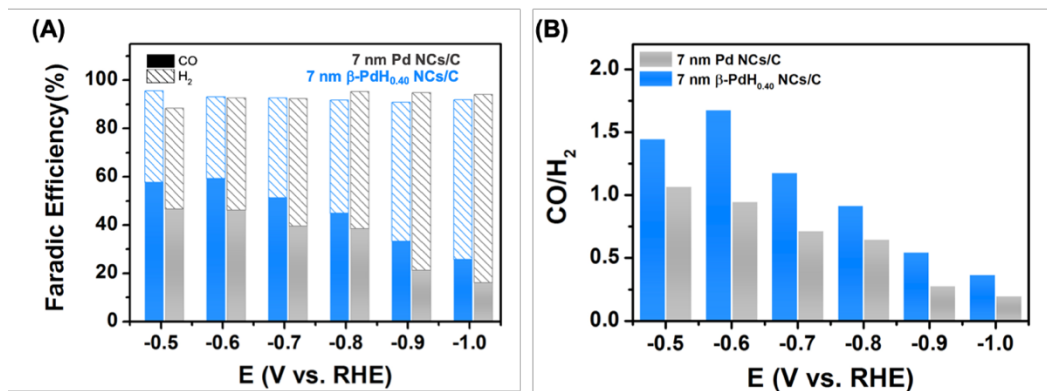 (A)
CO
H₂
7 nm Pd NCs/C
7 nm β-PdH₀.₄₀ NCs/C
Faradic Efficiency(%)
100
80
60
40
20
0
-0.5 -0.6 -0.7 -0.8 -0.9 -1.0
E (V vs. RHE)
(B)
7 nm Pd NCs/C
7 nm β-PdH₀.₄₀ NCs/C
CO/H₂
2.0
1.5
1.0
0.5
0.0
-0.5 -0.6 -0.7 -0.8 -0.9 -1.0
E (V vs. RHE)